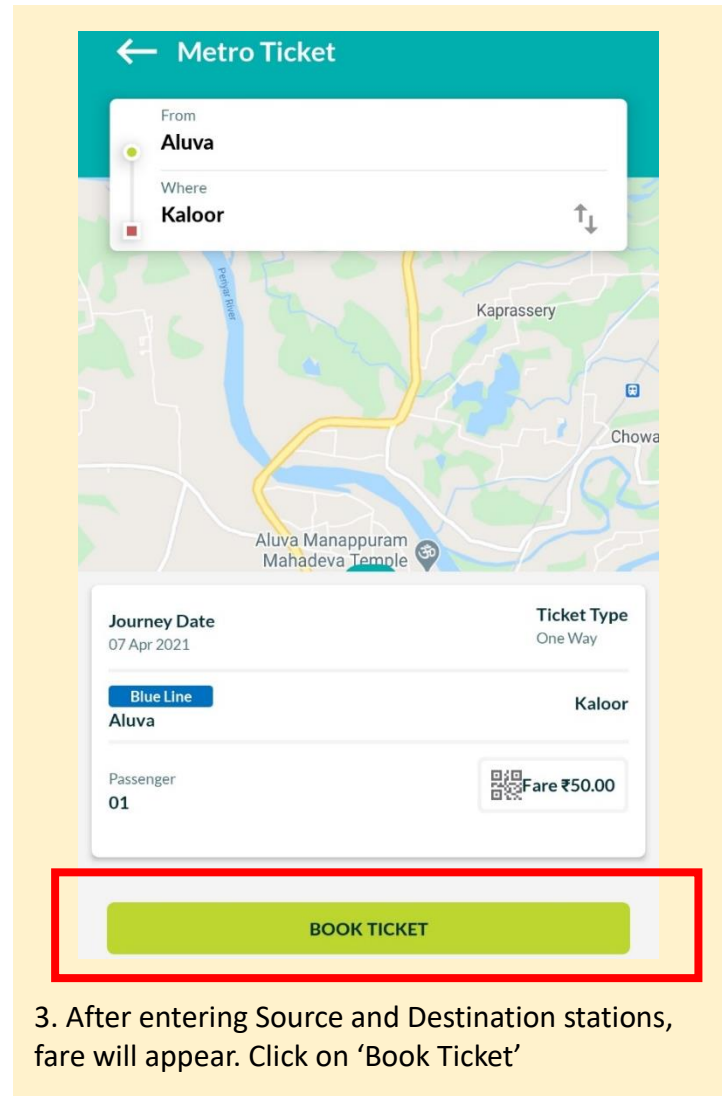 ← Metro Ticket
From
Aluva
Where
Kaloor
Periyar River
Kaprassery
Chowa
Aluva Manappuram
Mahadeva Temple
Journey Date
Ticket Type
07 Apr 2021
One Way
Blue Line
Aluva
Kaloor
Passenger
01
Fare ₹50.00
BOOK TICKET
3. After entering Source and Destination stations,
fare will appear. Click on ‘Book Ticket’